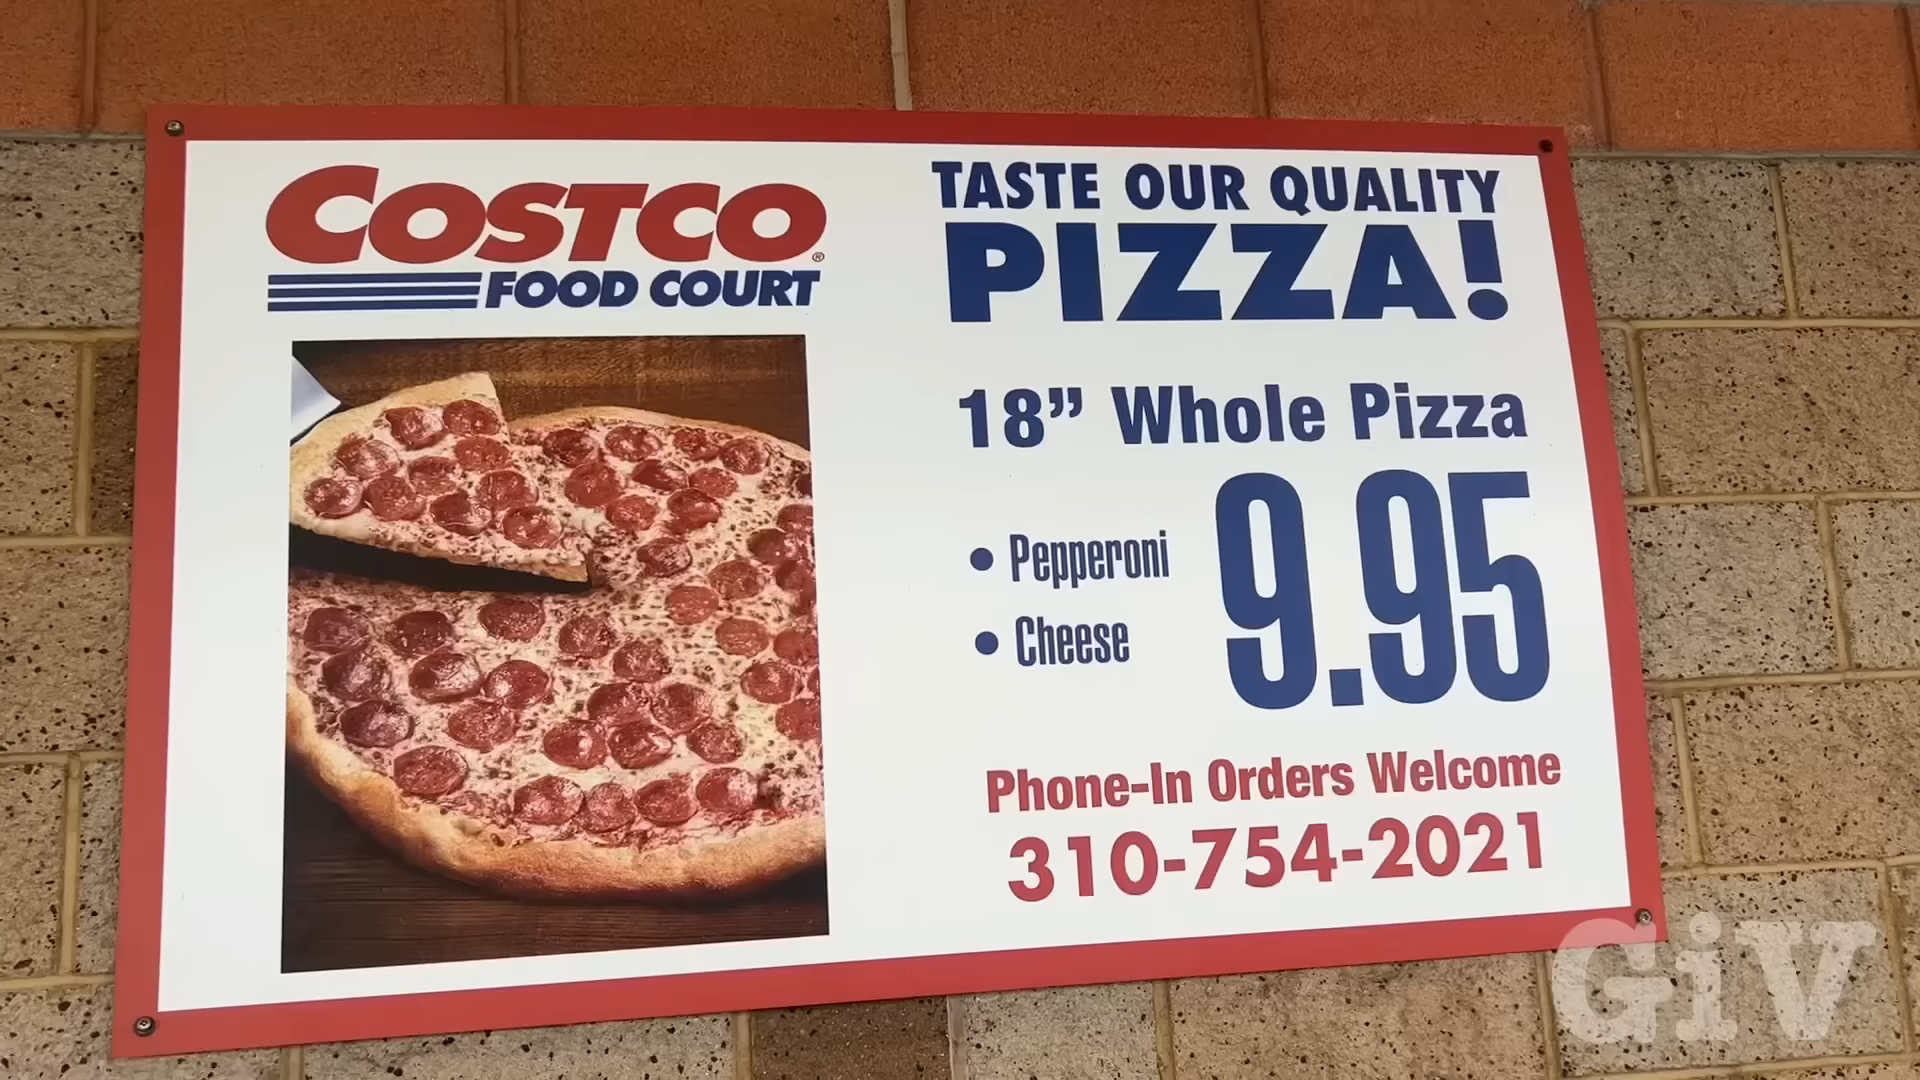 COSTCO®
FOOD COURT
TASTE OUR QUALITY
PIZZA!
18” Whole Pizza
• Pepperoni
• Cheese
9.95
Phone-In Orders Welcome
310-754-2021
GiV